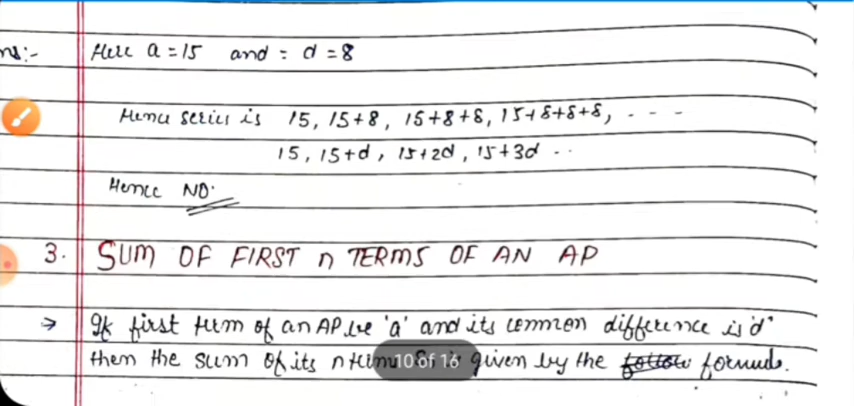 ns:- Here a = 15 and = d = 8
Hence series is 15, 15+8, 15+8+8, 15+8+8+8, - - - -
15, 15+d, 15+2d, 15+3d - -
Hence NO.
3. SUM OF FIRST n TERMS OF AN AP
→ If first term of an AP be 'a' and its common difference is 'd'
then the sum of its n given by the follow formula.
10 of 16